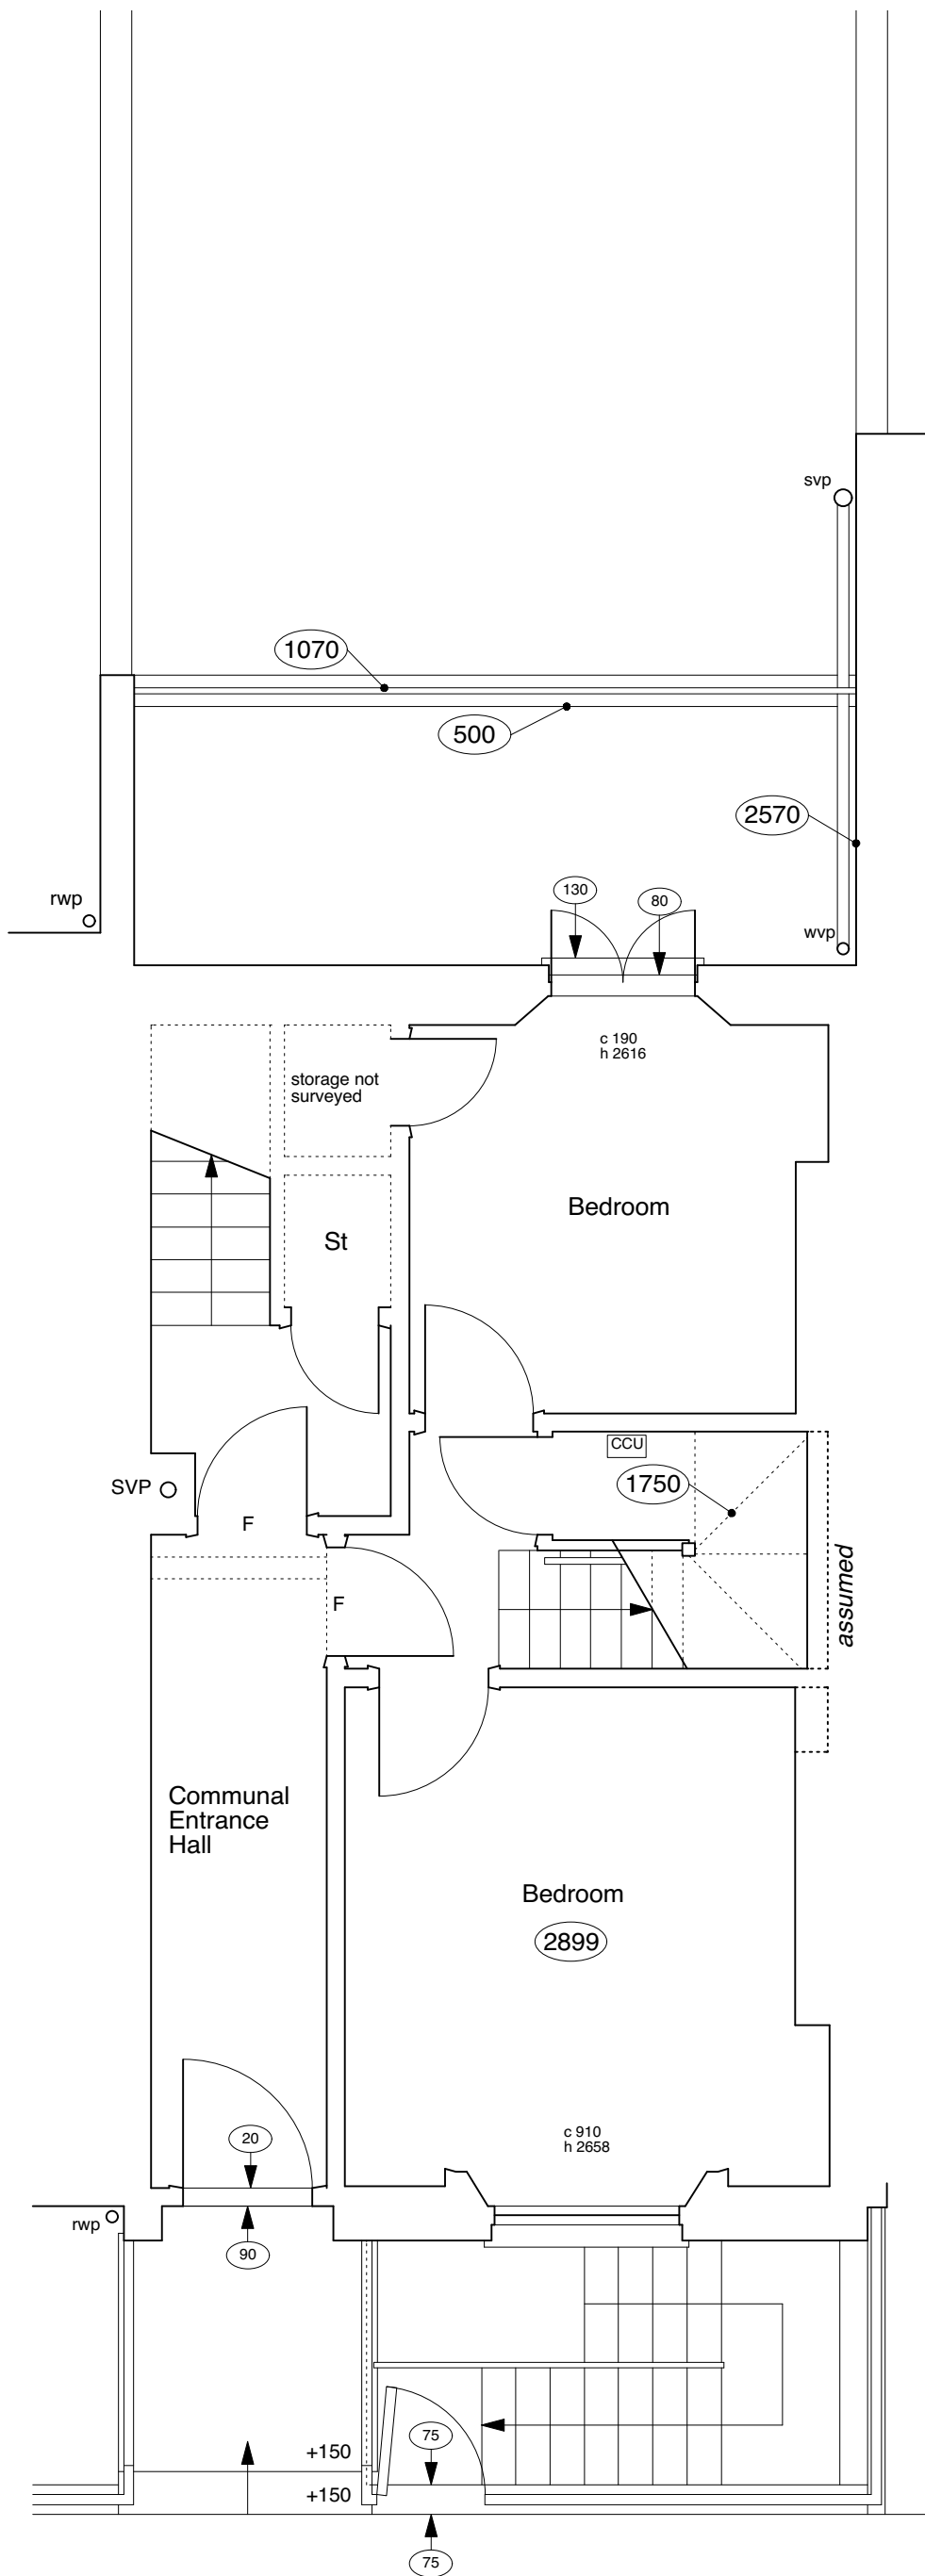 svp
1070
500
2570
130
80
rwp
wvp
c 190
h 2616
storage not
surveyed
Bedroom
St
CCU
1750
SVP
F
F
assumed
Communal
Entrance
Hall
Bedroom
2899
c 910
h 2658
20
rwp
90
75
+150
+150
75